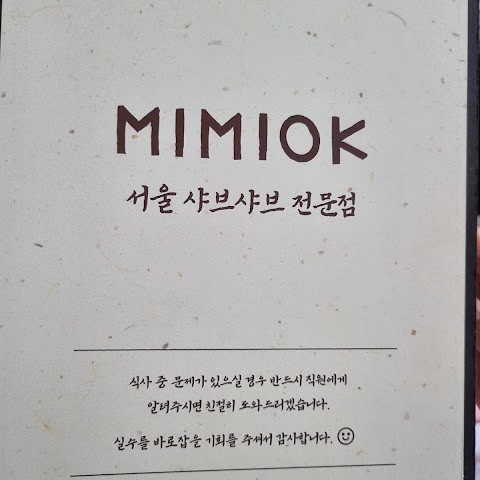 MIMIOK
서울 샤브샤브 전문점
식사 중 문제가 있으실 경우 반드시 직원에게
알려주시면 친절히 도와드리겠습니다.
실수를 바로잡을 기회를 주셔서 감사합니다. ☺